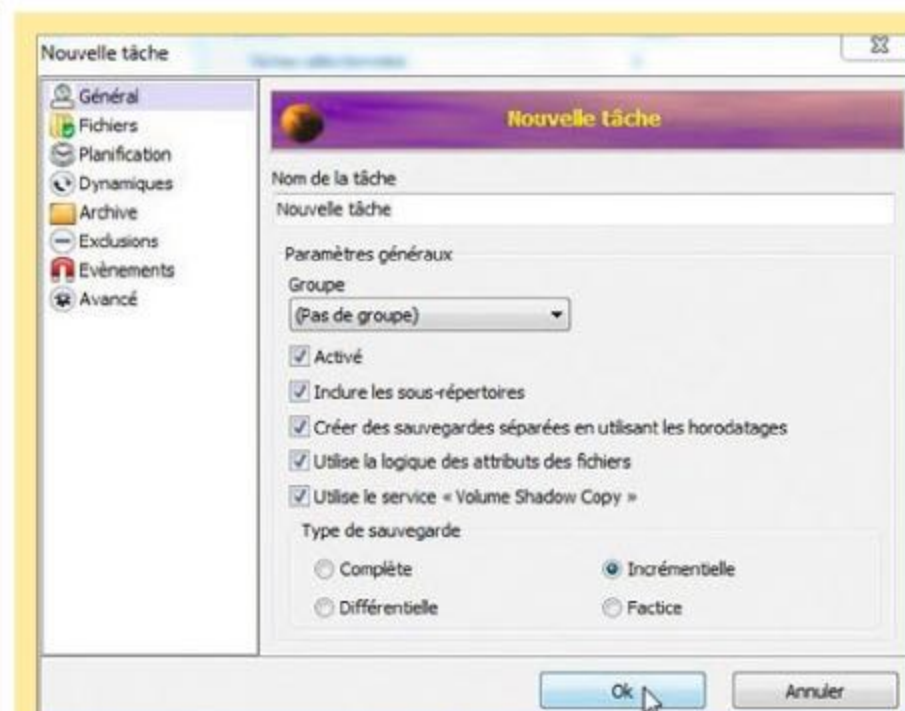 Nouvelle tâche
Général
Fichiers
Planification
Dynamiques
Archive
Exclusions
Evènements
Avancé
Nouvelle tâche
Nom de la tâche
Nouvelle tâche
Paramètres généraux
Groupe
(Pas de groupe)
Activé
Indure les sous-répertoires
Créer des sauvegardes séparées en utilisant les horodatages
Utilise la logique des attributs des fichiers
Utilise le service « Volume Shadow Copy »
Type de sauvegarde
Complète
Incrémentielle
Différentielle
Factice
Ok
Annuler